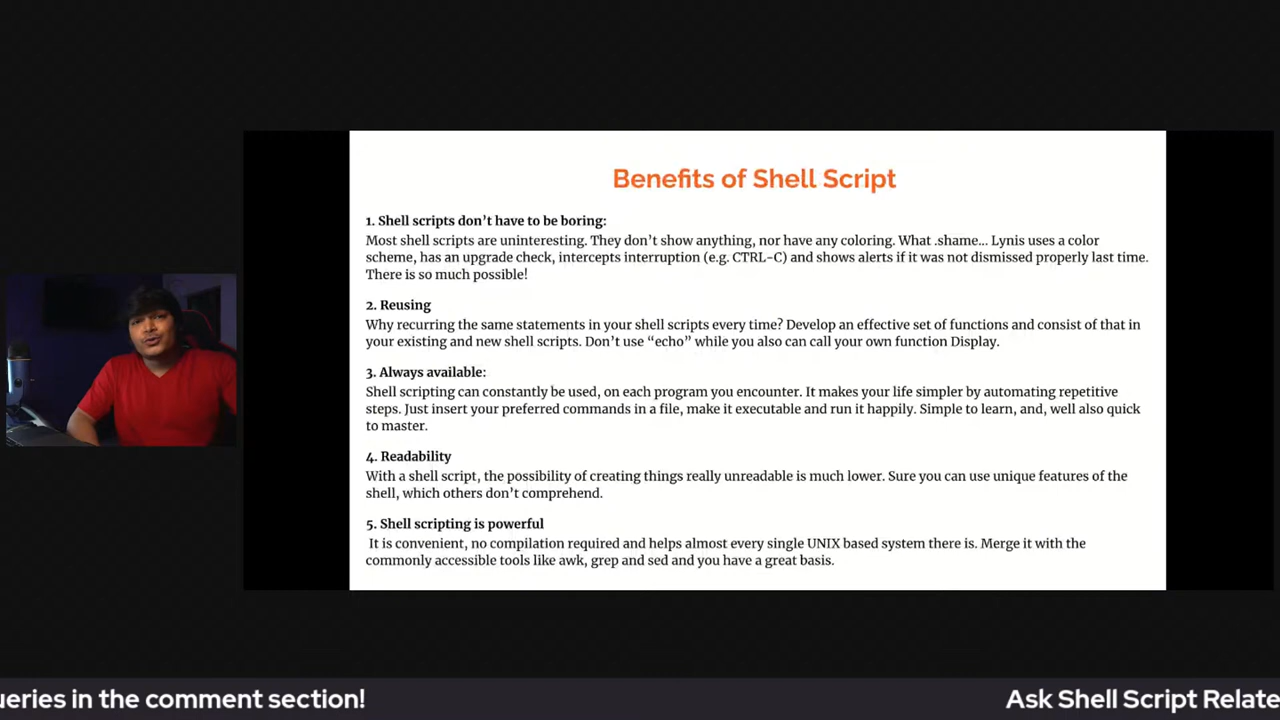 Benefits of Shell Script
1. Shell scripts don’t have to be boring:
Most shell scripts are uninteresting. They don’t show anything, nor have any coloring. What .shame... Lynis uses a color
scheme, has an upgrade check, intercepts interruption (e.g. CTRL-C) and shows alerts if it was not dismissed properly last time.
There is so much possible!
2. Reusing
Why recurring the same statements in your shell scripts every time? Develop an effective set of functions and consist of that in
your existing and new shell scripts. Don’t use “echo” while you also can call your own function Display.
3. Always available:
Shell scripting can constantly be used, on each program you encounter. It makes your life simpler by automating repetitive
steps. Just insert your preferred commands in a file, make it executable and run it happily. Simple to learn, and, well also quick
to master.
4. Readability
With a shell script, the possibility of creating things really unreadable is much lower. Sure you can use unique features of the
shell, which others don’t comprehend.
5. Shell scripting is powerful
It is convenient, no compilation required and helps almost every single UNIX based system there is. Merge it with the
commonly accessible tools like awk, grep and sed and you have a great basis.
ueries in the comment section!
Ask Shell Script Relate